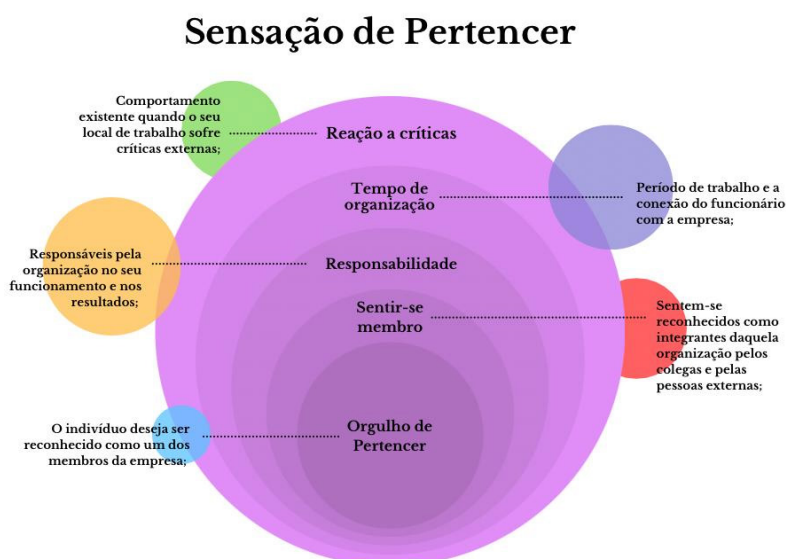 Sensação de Pertencer
Comportamento
existente quando o seu
local de trabalho sofre
críticas externas;
Reação a críticas
Tempo de
organização
Período de trabalho e a
conexão do funcionário
com a empresa;
Responsáveis pela
organização no seu
funcionamento e nos
resultados;
Responsabilidade
Sentir-se
membro
Sentem-se
reconhecidos como
integrantes daquela
organização pelos
colegas e pelas
pessoas externas;
O indivíduo deseja ser
reconhecido como um dos
membros da empresa;
Orgulho de
Pertencer